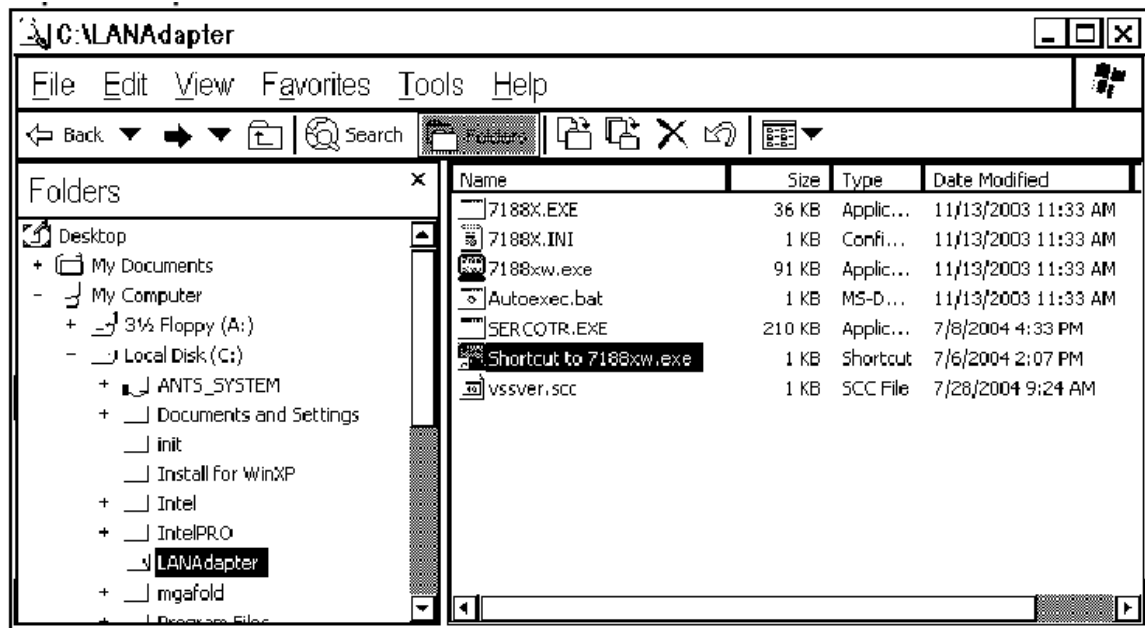 C:\LANAdapter
File Edit View Favorites Tools Help
Back Search Folders
Folders
Desktop
My Documents
My Computer
3½ Floppy (A:)
Local Disk (C:)
ANTS_SYSTEM
Documents and Settings
init
Install for WinXP
Intel
IntelPRO
LANAdapter
mgafold
Program Files
Name Size Type Date Modified
7188X.EXE 36 KB Applic... 11/13/2003 11:33 AM
7188X.INI 1 KB Confi... 11/13/2003 11:33 AM
7188xw.exe 91 KB Applic... 11/13/2003 11:33 AM
Autoexec.bat 1 KB MS-D... 11/13/2003 11:33 AM
SERCOTR.EXE 210 KB Applic... 7/8/2004 4:33 PM
Shortcut to 7188xw.exe 1 KB Shortcut 7/6/2004 2:07 PM
vssver.scc 1 KB SCC File 7/28/2004 9:24 AM